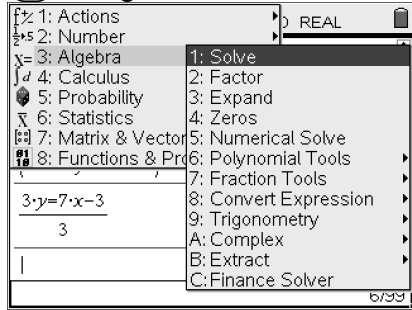 1: Actions
2: Number
3: Algebra
4: Calculus
5: Probability
6: Statistics
7: Matrix & Vector
8: Functions &
REAL
1: Solve
2: Factor
3: Expand
4: Zeros
5: Numerical Solve
6: Polynomial Tools
7: Fraction Tools
8: Convert Expression
9: Trigonometry
A: Complex
B: Extract
C:Finance Solver
3·y=7·x−3
3
6/99